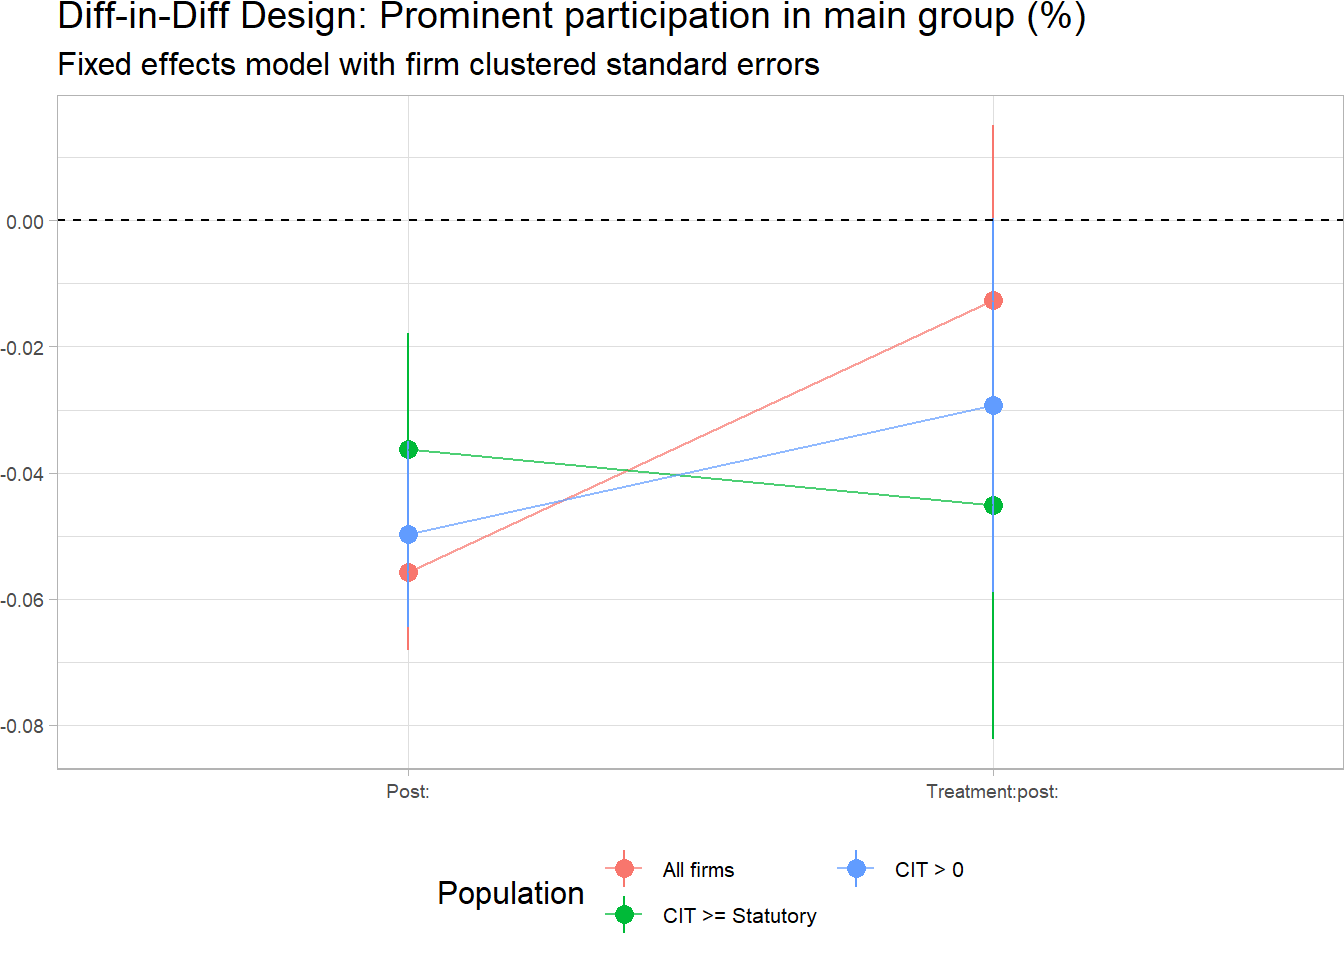 Diff-in-Diff Design: Prominent participation in main group (%)
Fixed effects model with firm clustered standard errors
0.00
-0.02
-0.04
-0.06
-0.08
Post:
Treatment:post:
Population
All firms
CIT > 0
CIT >= Statutory